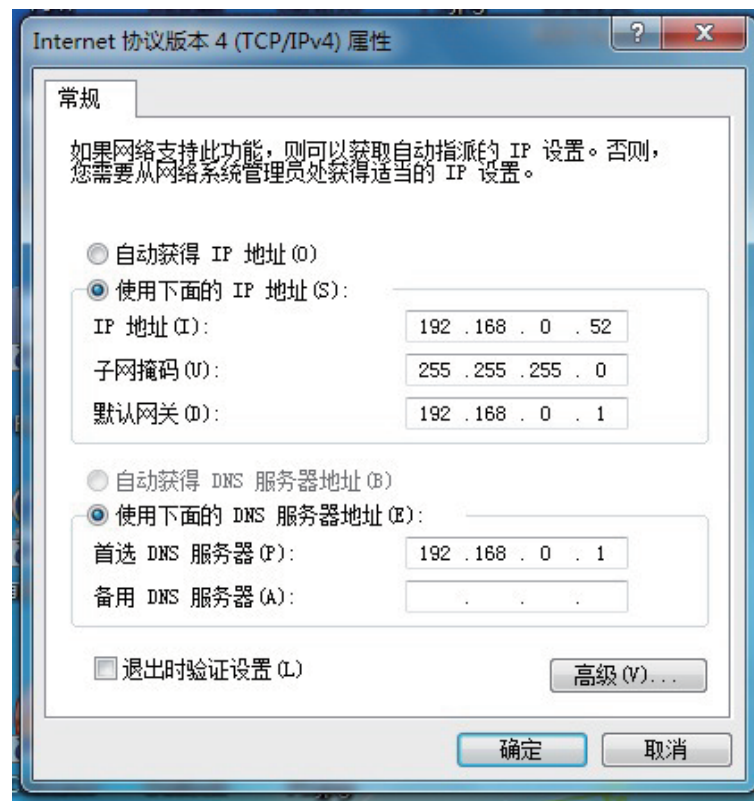 Internet 协议版本 4 (TCP/IPv4) 属性
常规
如果网络支持此功能，则可以获取自动指派的 IP 设置。否则，
您需要从网络系统管理员处获得适当的 IP 设置。
自动获得 IP 地址(O)
使用下面的 IP 地址(S):
IP 地址(I): 192 .168 . 0 . 52
子网掩码(U): 255 .255 .255 . 0
默认网关(D): 192 .168 . 0 . 1
自动获得 DNS 服务器地址(B)
使用下面的 DNS 服务器地址(E):
首选 DNS 服务器(P): 192 .168 . 0 . 1
备用 DNS 服务器(A): . . .
退出时验证设置(L)
高级(V)...
确定 取消